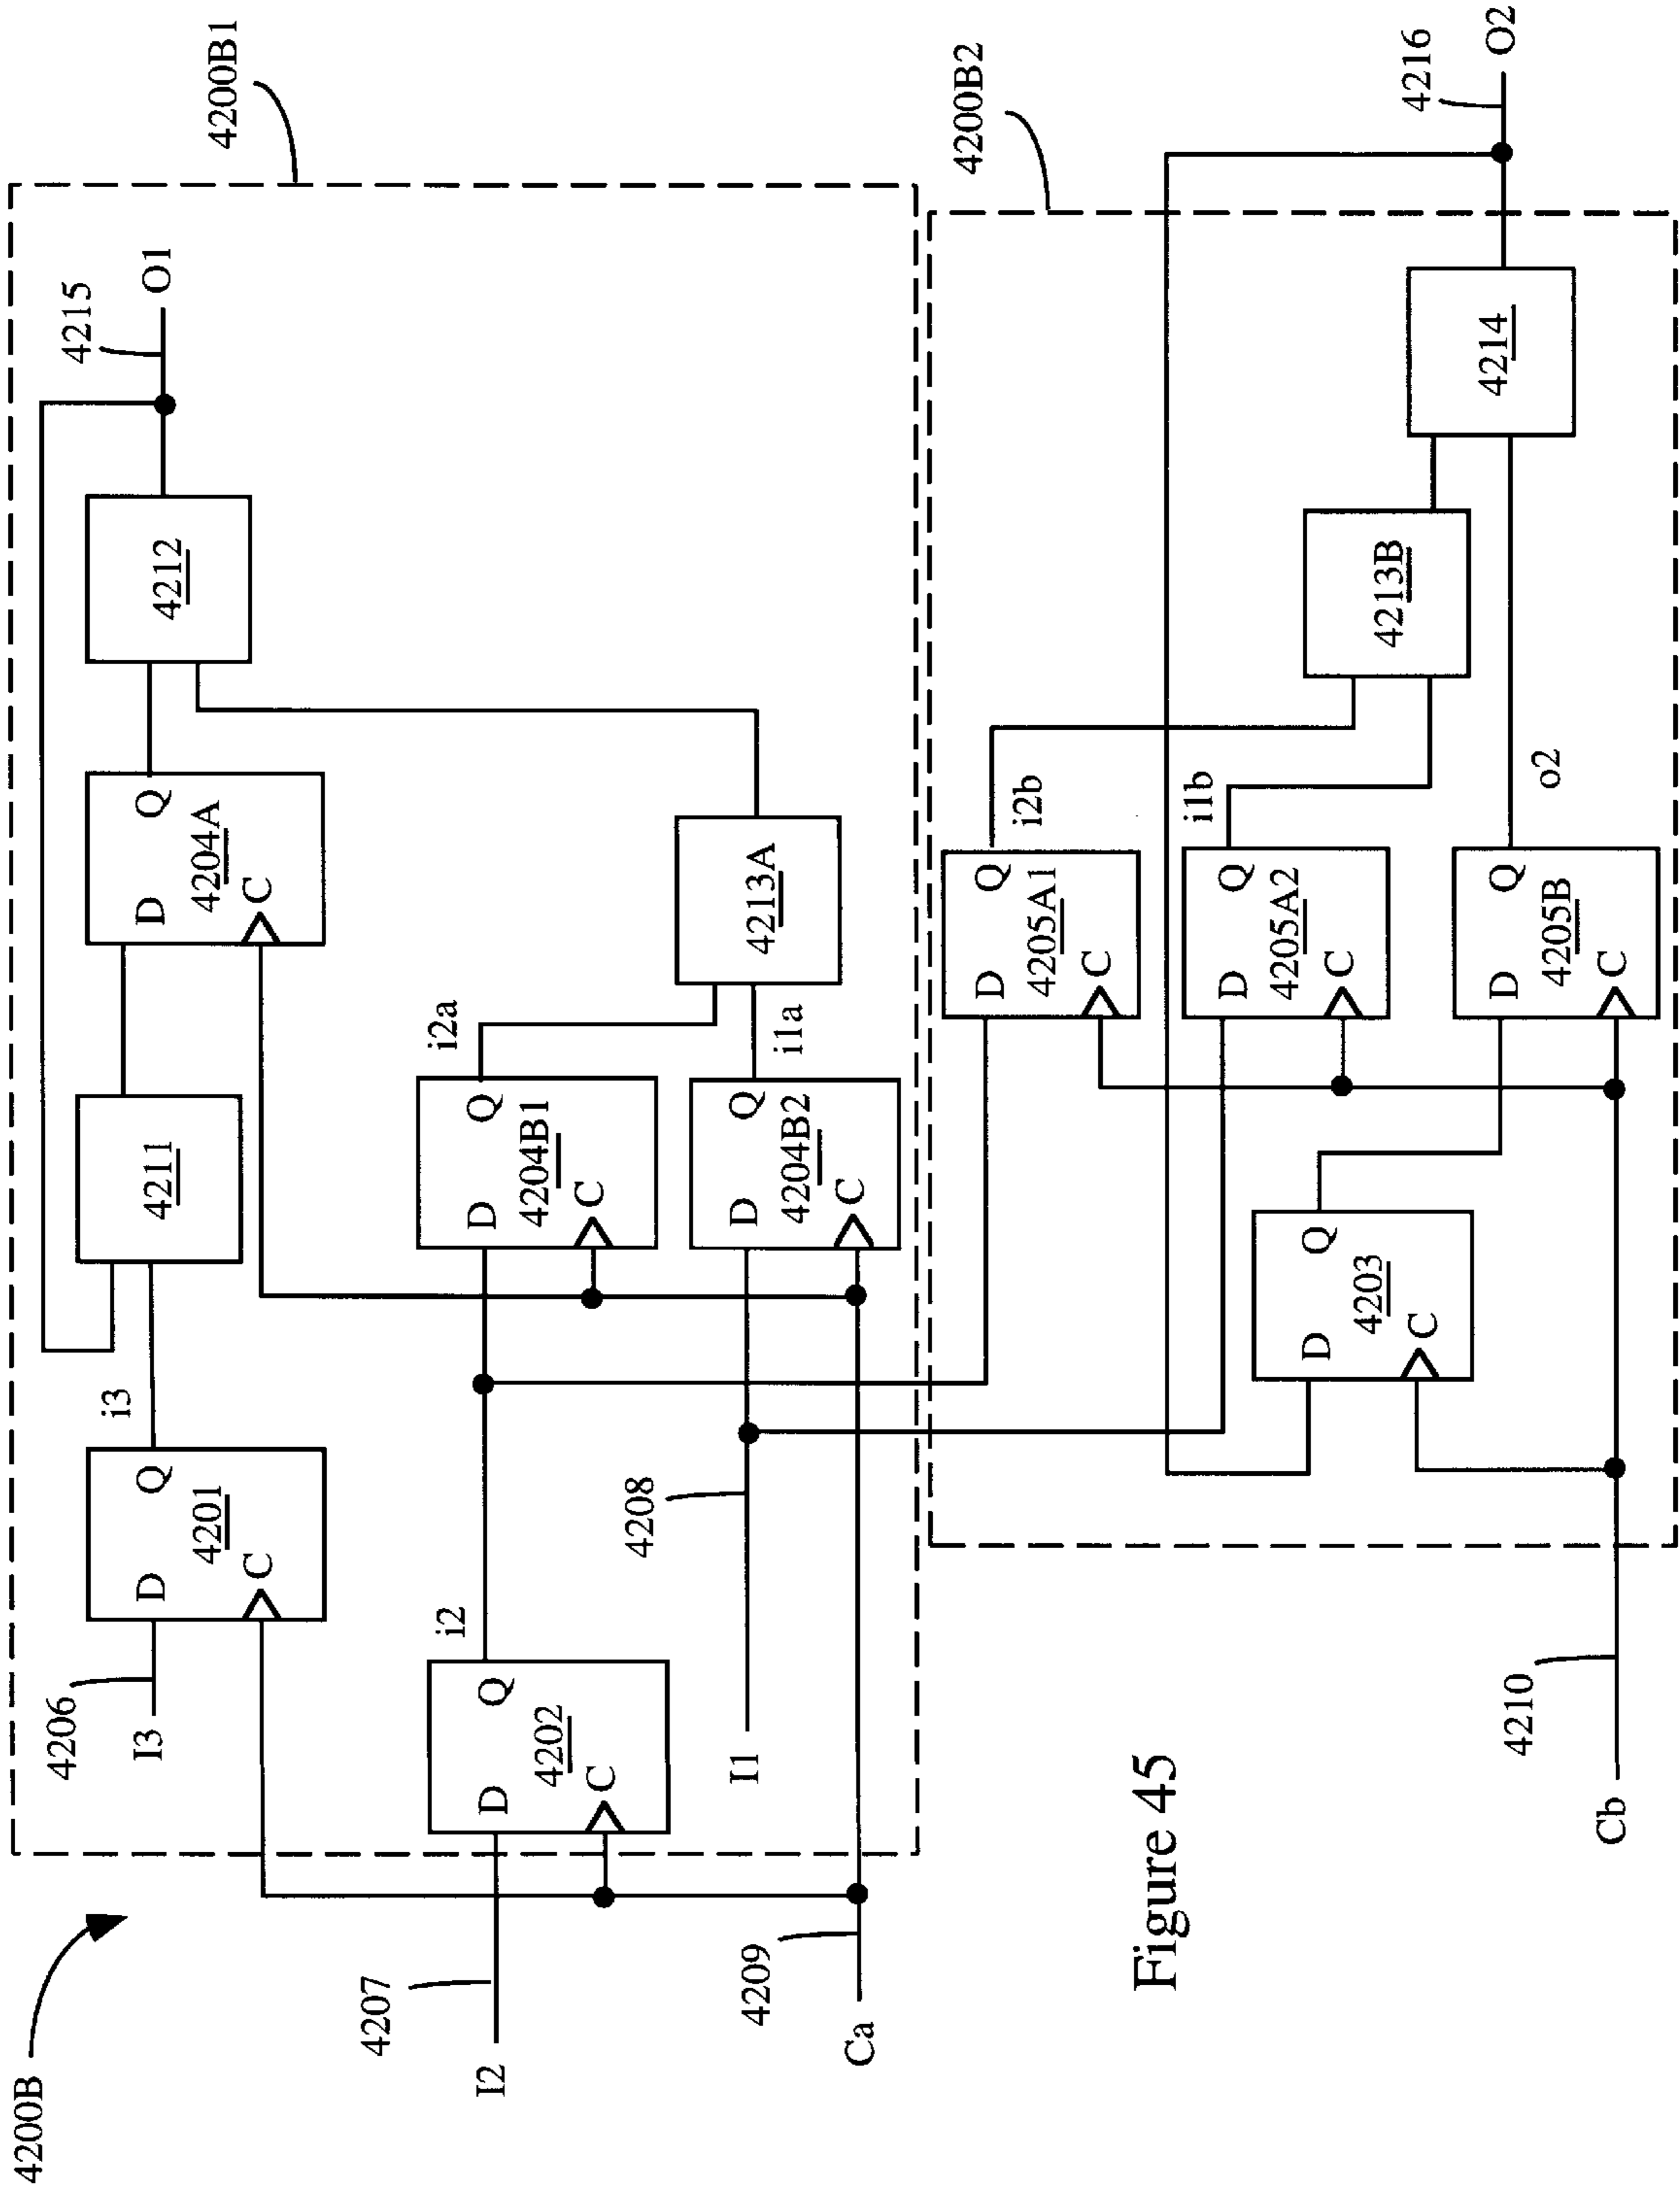 4200B
4200B1
4206
I3
D
Q
4201
C
i3
4211
D
Q
4204A
C
4212
4215
O1
4207
I2
D
Q
4202
C
i2
D
Q
4204B1
C
i2a
4208
I1
D
Q
4204B2
C
i1a
4213A
4209
Ca
4200B2
D
Q
4205A1
C
i2b
D
Q
4205A2
C
i1b
4213B
D
Q
4203
C
D
Q
4205B
C
o2
4214
4216
O2
4210
Cb
Figure 45